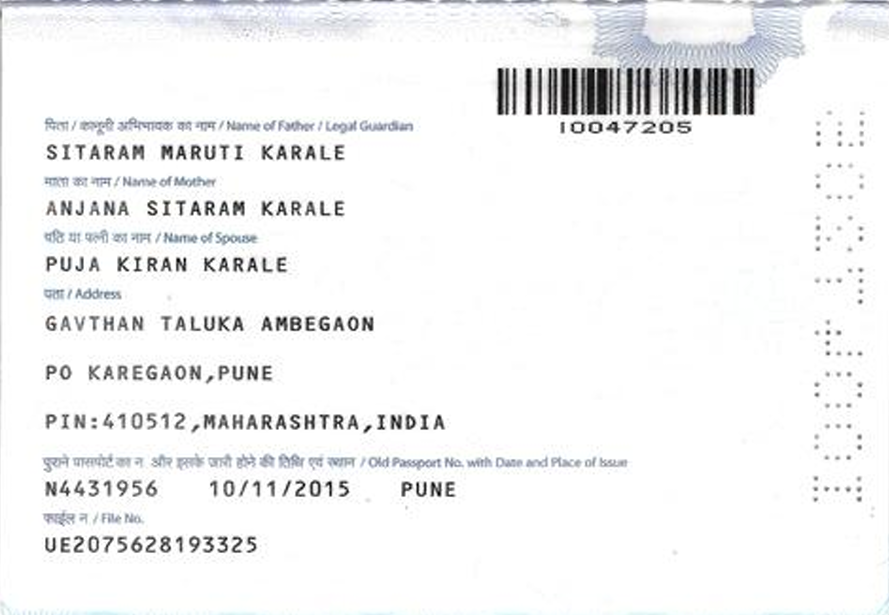 10047205
पिता / कानूनी अभिभावक का नाम / Name of Father / Legal Guardian
SITARAM MARUTI KARALE
माता का नाम / Name of Mother
ANJANA SITARAM KARALE
पति या पत्नी का नाम / Name of Spouse
PUJA KIRAN KARALE
पता / Address
GAVTHAN TALUKA AMBEGAON
PO KAREGAON,PUNE
PIN:410512,MAHARASHTRA,INDIA
पुराने पासपोर्ट का न और इसके जारी होने की तिथि एवं स्थान / Old Passport No. with Date and Place of Issue
N4431956 10/11/2015 PUNE
फाईल न / File No.
UE2075628193325